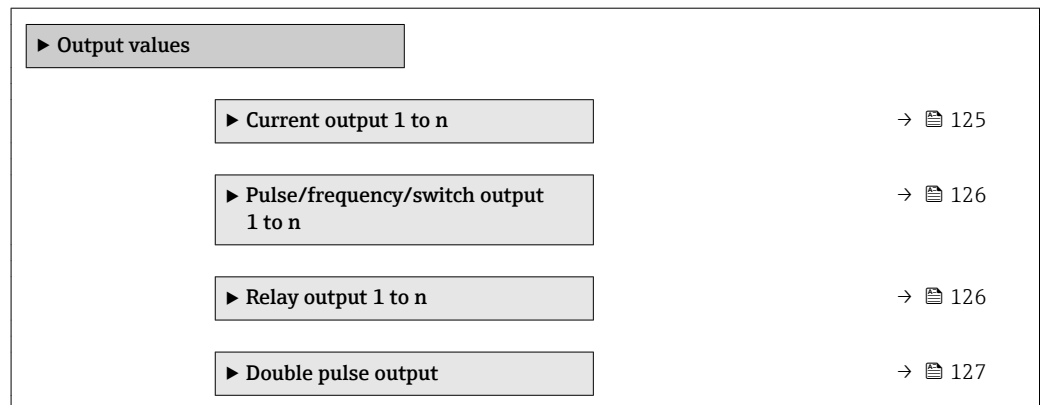 ▶ Output values
▶ Current output 1 to n → 125
▶ Pulse/frequency/switch output
1 to n → 126
▶ Relay output 1 to n → 126
▶ Double pulse output → 127